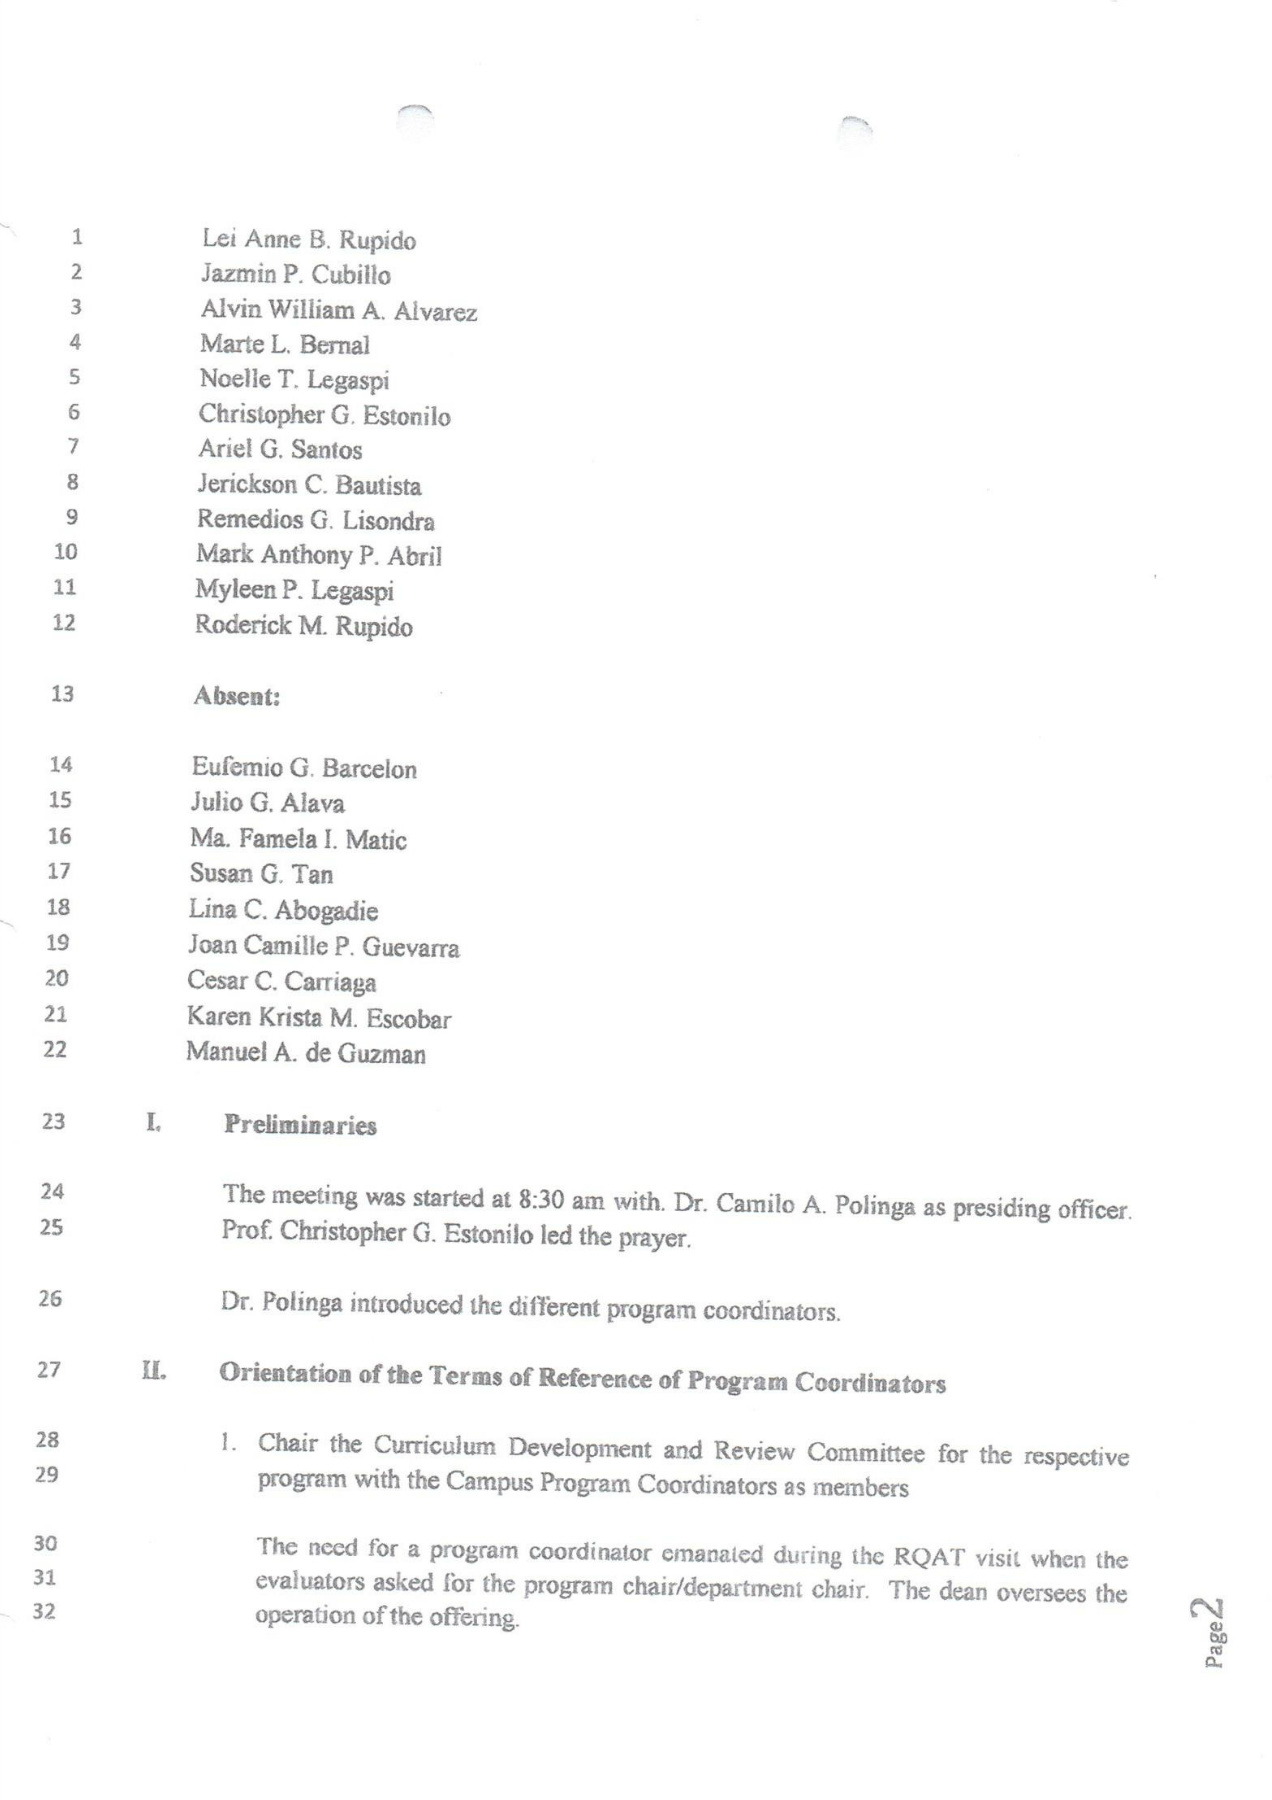 1 Lei Anne B. Rupido
2 Jazmin P. Cubillo
3 Alvin William A. Alvarez
4 Marte L. Bernal
5 Noelle T. Legaspi
6 Christopher G. Estonilo
7 Ariel G. Santos
8 Jerickson C. Bautista
9 Remedios G. Lisondra
10 Mark Anthony P. Abril
11 Myleen P. Legaspi
12 Roderick M. Rupido
13 Absent:
14 Eufemio G. Barcelon
15 Julio G. Alava
16 Ma. Famela I. Matic
17 Susan G. Tan
18 Lina C. Abogadie
19 Joan Camille P. Guevarra
20 Cesar C. Carriaga
21 Karen Krista M. Escobar
22 Manuel A. de Guzman
23 I. Preliminaries
24 The meeting was started at 8:30 am with. Dr. Camilo A. Polinga as presiding officer.
25 Prof. Christopher G. Estonilo led the prayer.
26 Dr. Polinga introduced the different program coordinators.
27 II. Orientation of the Terms of Reference of Program Coordinators
28 1. Chair the Curriculum Development and Review Committee for the respective
29 program with the Campus Program Coordinators as members
30 The need for a program coordinator emanated during the RQAT visit when the
31 evaluators asked for the program chair/department chair. The dean oversees the
32 operation of the offering.
Page2